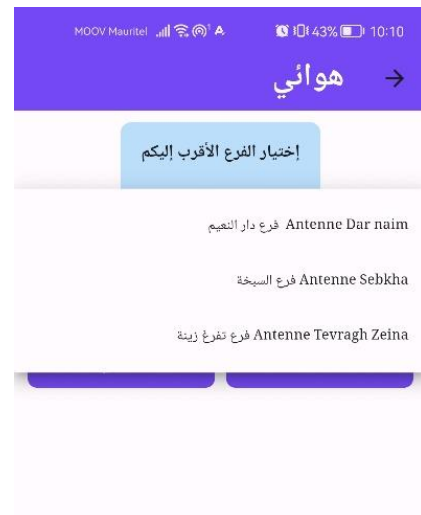 MOOV Mauritel 43% 10:10
هوائي
إختيار الفرع الأقرب إليكم
Antenne Dar naim فرع دار النعيم
Antenne Sebkha فرع السبخة
Antenne Tevragh Zeina فرع تفرغ زينة